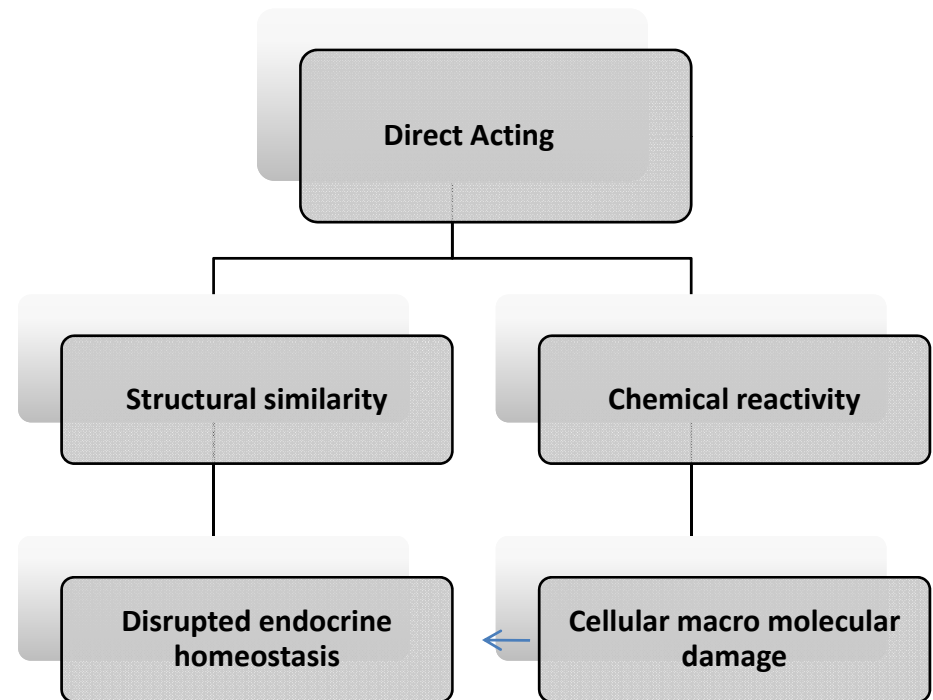 Direct Acting
Structural similarity
Chemical reactivity
Disrupted endocrine
homeostasis
Cellular macro molecular
damage